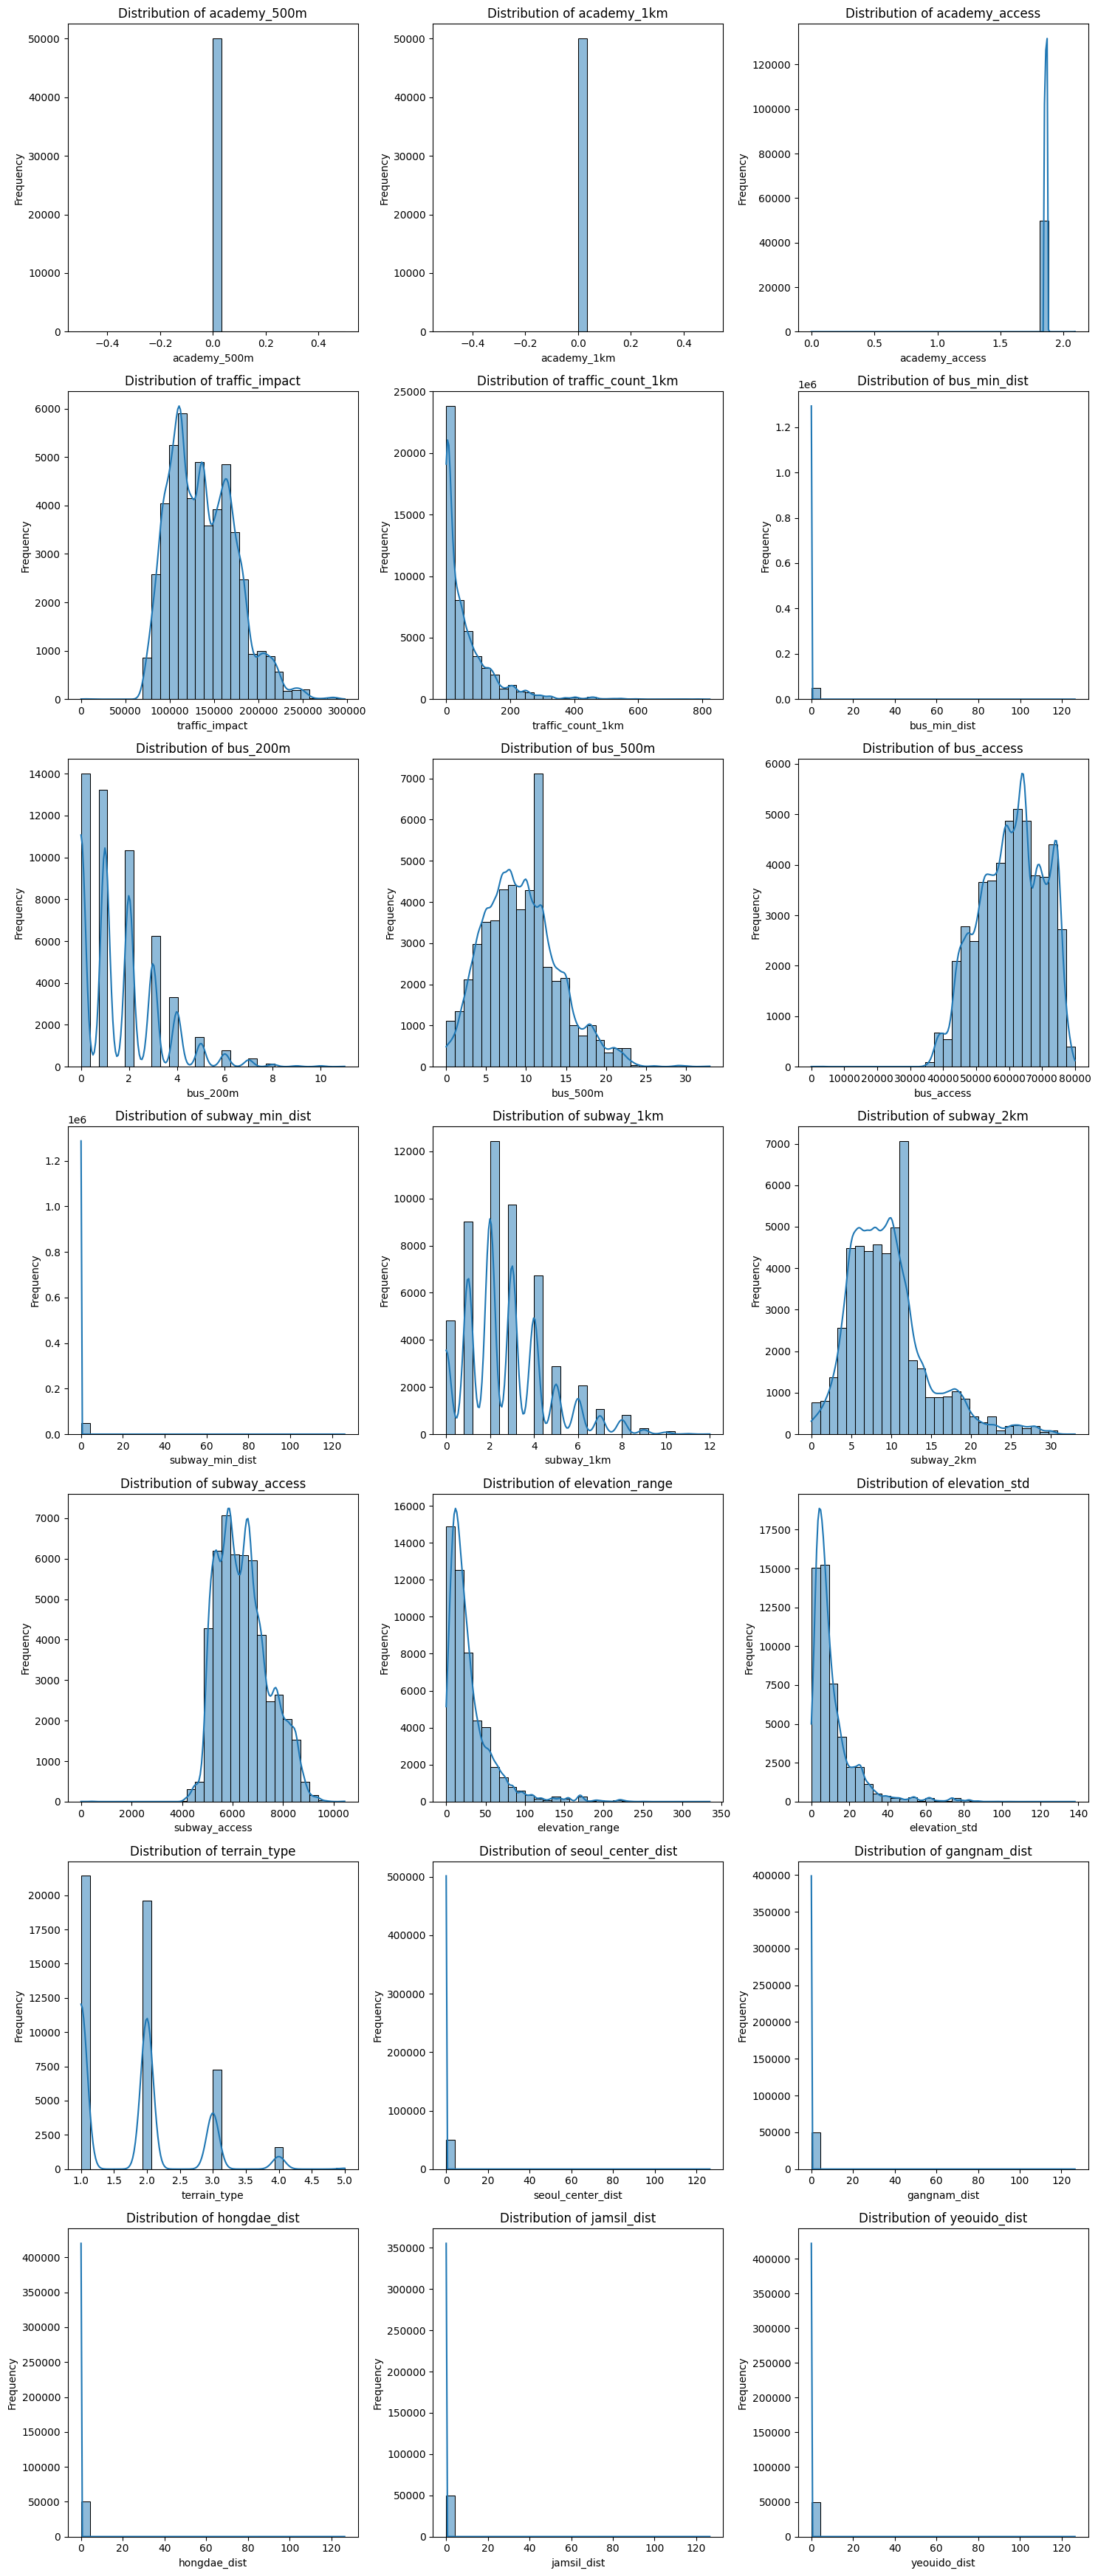 Distribution of academy_500m
Distribution of academy_1km
Distribution of academy_access
Frequency
50000
40000
30000
20000
10000
0
−0.4 −0.2 0.0 0.2 0.4
academy_500m
Frequency
50000
40000
30000
20000
10000
0
−0.4 −0.2 0.0 0.2 0.4
academy_1km
Frequency
120000
100000
80000
60000
40000
20000
0
0.0 0.5 1.0 1.5 2.0
academy_access
Distribution of traffic_impact
Distribution of traffic_count_1km
Distribution of bus_min_dist
Frequency
6000
5000
4000
3000
2000
1000
0
0 50000 100000 150000 200000 250000 300000
traffic_impact
Frequency
25000
20000
15000
10000
5000
0
0 200 400 600 800
traffic_count_1km
1e6
Frequency
1.2
1.0
0.8
0.6
0.4
0.2
0.0
0 20 40 60 80 100 120
bus_min_dist
Distribution of bus_200m
Distribution of bus_500m
Distribution of bus_access
Frequency
14000
12000
10000
8000
6000
4000
2000
0
0 2 4 6 8 10
bus_200m
Frequency
7000
6000
5000
4000
3000
2000
1000
0
0 5 10 15 20 25 30
bus_500m
Frequency
6000
5000
4000
3000
2000
1000
0
0 10000 20000 30000 40000 50000 60000 70000 80000
bus_access
Distribution of subway_min_dist
Distribution of subway_1km
Distribution of subway_2km
1e6
Frequency
1.2
1.0
0.8
0.6
0.4
0.2
0.0
0 20 40 60 80 100 120
subway_min_dist
Frequency
12000
10000
8000
6000
4000
2000
0
0 2 4 6 8 10 12
subway_1km
Frequency
7000
6000
5000
4000
3000
2000
1000
0
0 5 10 15 20 25 30
subway_2km
Distribution of subway_access
Distribution of elevation_range
Distribution of elevation_std
Frequency
7000
6000
5000
4000
3000
2000
1000
0
0 2000 4000 6000 8000 10000
subway_access
Frequency
16000
14000
12000
10000
8000
6000
4000
2000
0
0 50 100 150 200 250 300 350
elevation_range
Frequency
17500
15000
12500
10000
7500
5000
2500
0
0 20 40 60 80 100 120 140
elevation_std
Distribution of terrain_type
Distribution of seoul_center_dist
Distribution of gangnam_dist
Frequency
20000
17500
15000
12500
10000
7500
5000
2500
0
1.0 1.5 2.0 2.5 3.0 3.5 4.0 4.5 5.0
terrain_type
Frequency
500000
400000
300000
200000
100000
0
0 20 40 60 80 100 120
seoul_center_dist
Frequency
400000
350000
300000
250000
200000
150000
100000
50000
0
0 20 40 60 80 100 120
gangnam_dist
Distribution of hongdae_dist
Distribution of jamsil_dist
Distribution of yeouido_dist
Frequency
400000
350000
300000
250000
200000
150000
100000
50000
0
0 20 40 60 80 100 120
hongdae_dist
Frequency
350000
300000
250000
200000
150000
100000
50000
0
0 20 40 60 80 100 120
jamsil_dist
Frequency
400000
350000
300000
250000
200000
150000
100000
50000
0
0 20 40 60 80 100 120
yeouido_dist